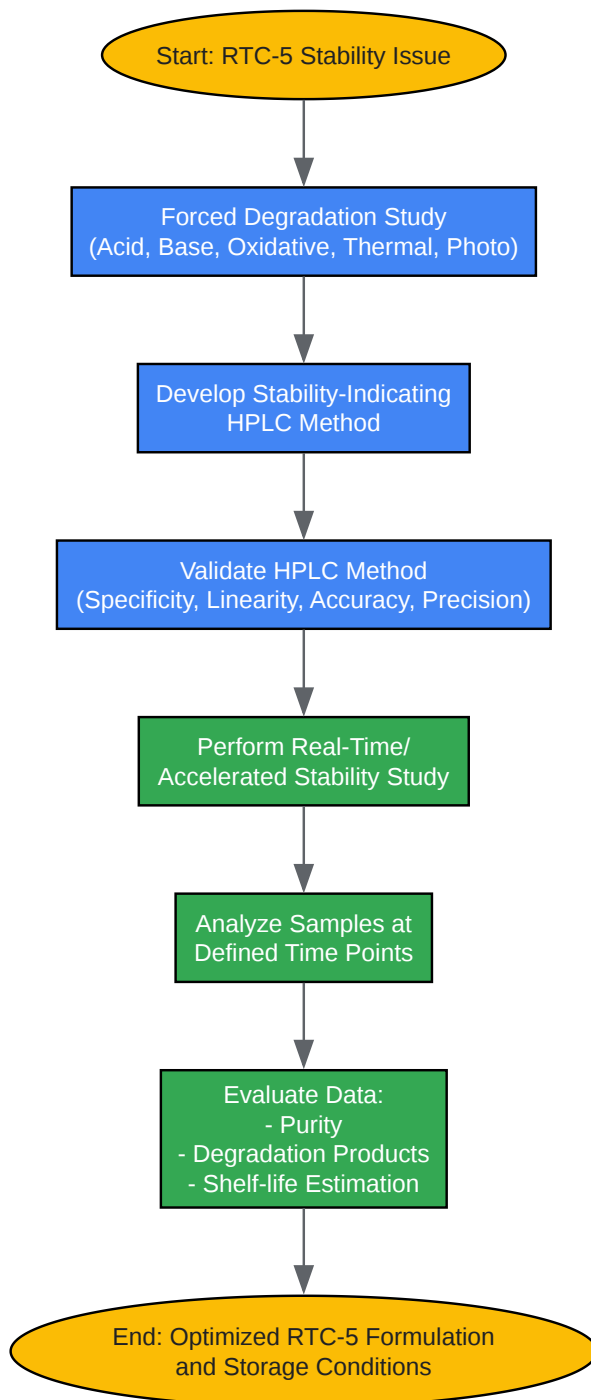 Start: RTC-5 Stability Issue
Forced Degradation Study
(Acid, Base, Oxidative, Thermal, Photo)
Develop Stability-Indicating
HPLC Method
Validate HPLC Method
(Specificity, Linearity, Accuracy, Precision)
Perform Real-Time/
Accelerated Stability Study
Analyze Samples at
Defined Time Points
Evaluate Data:
- Purity
- Degradation Products
- Shelf-life Estimation
End: Optimized RTC-5 Formulation
and Storage Conditions